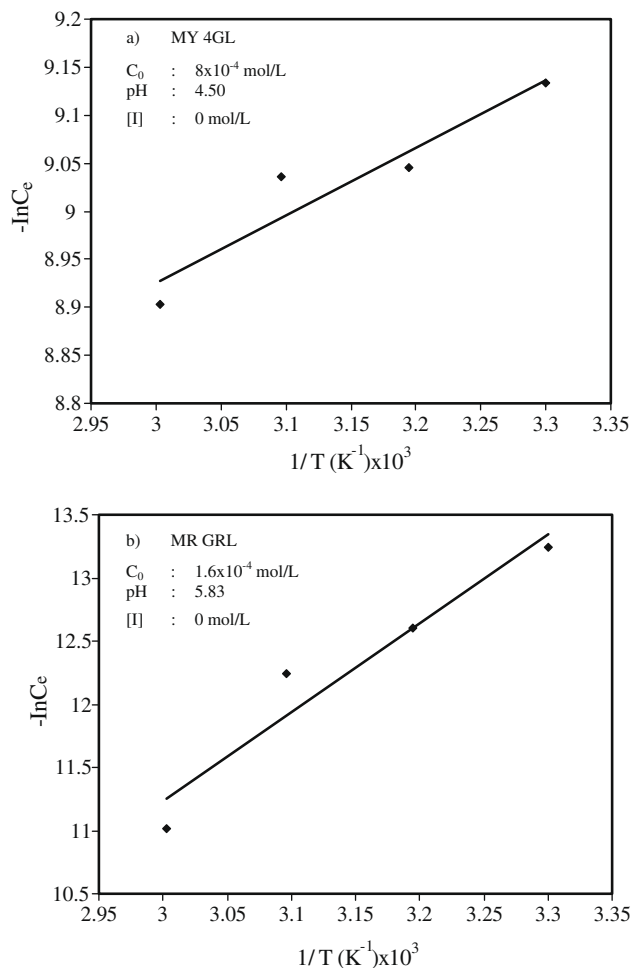 9.2
a) MY 4GL
C₀ : 8x10⁻⁴ mol/L
pH : 4.50
[I] : 0 mol/L
9.15
9.1
9.05
9
8.95
8.9
8.85
8.8
-InCₑ
2.95 3 3.05 3.1 3.15 3.2 3.25 3.3 3.35
1/ T (K⁻¹)x10³
13.5
b) MR GRL
C₀ : 1.6x10⁻⁴ mol/L
pH : 5.83
[I] : 0 mol/L
13
12.5
12
11.5
11
10.5
-InCe
2.95 3 3.05 3.1 3.15 3.2 3.25 3.3 3.35
1/ T (K⁻¹)x10³